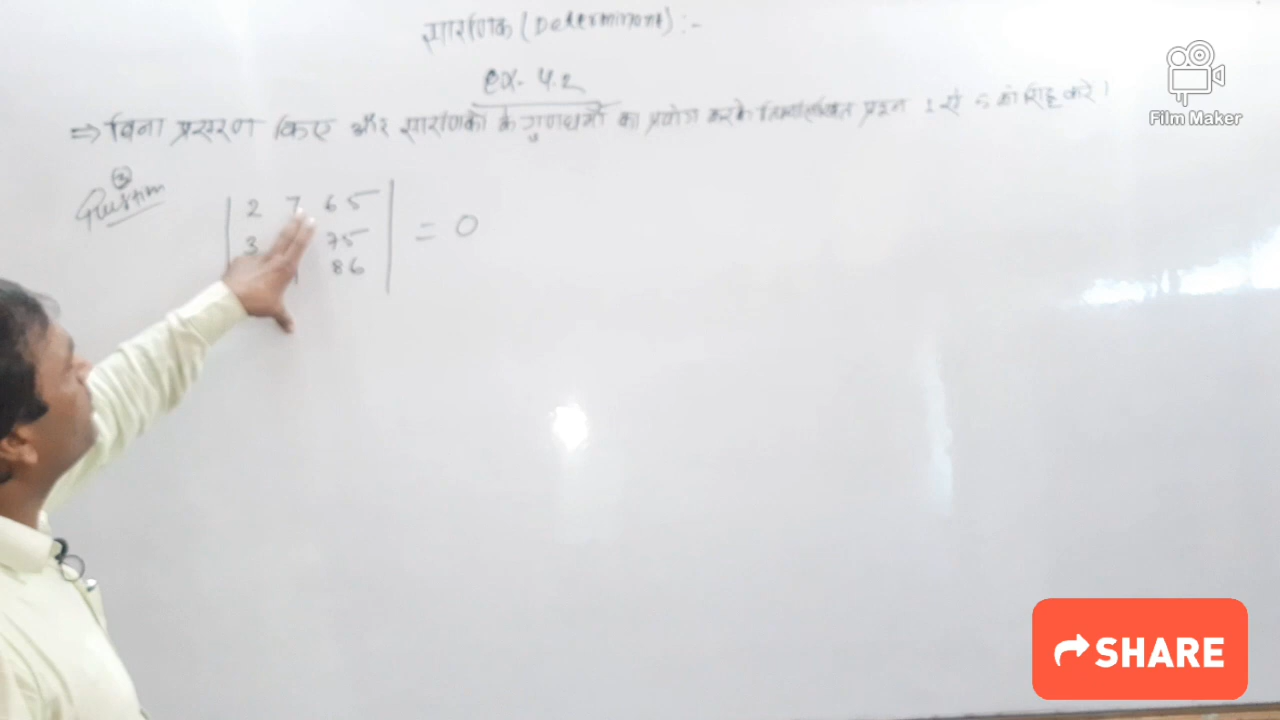 सारणिक (Determinant) :-
ex- 4.2
⇒ बिना प्रसरण किए और सारणिकों के गुणधर्मो का प्रयोग करके निम्नलिखित प्रश्न 1 से 5 को सिद्ध करे।
Film Maker
③
Question
2 7 65
3 75 = 0
86
SHARE